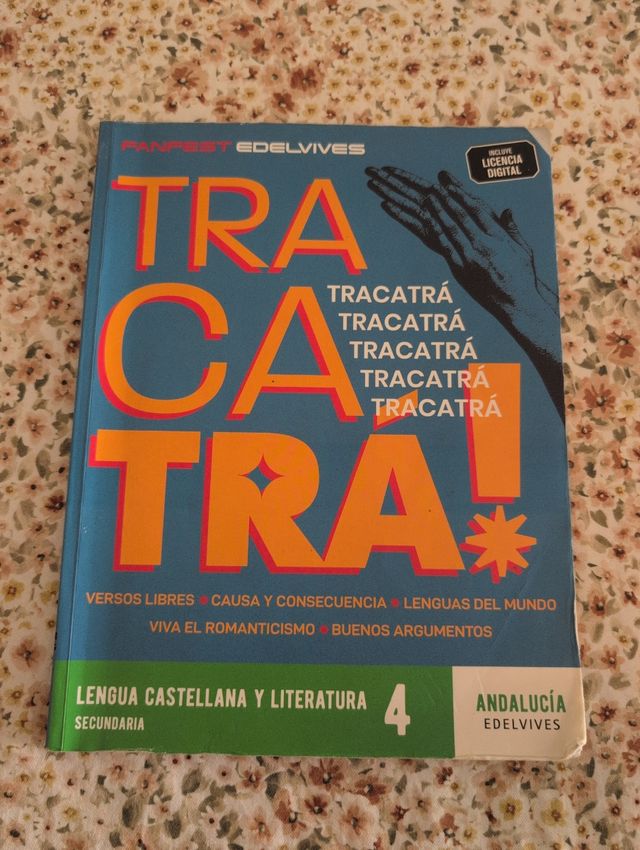 FANFEST EDELVIVES
INCLUYE
LICENCIA
DIGITAL
TRA
CA
TRÁ!
TRACATRÁ
TRACATRÁ
TRACATRÁ
TRACATRÁ
TRACATRÁ
VERSOS LIBRES • CAUSA Y CONSECUENCIA • LENGUAS DEL MUNDO
VIVA EL ROMANTICISMO • BUENOS ARGUMENTOS
LENGUA CASTELLANA Y LITERATURA 4
SECUNDARIA
ANDALUCÍA
EDELVIVES